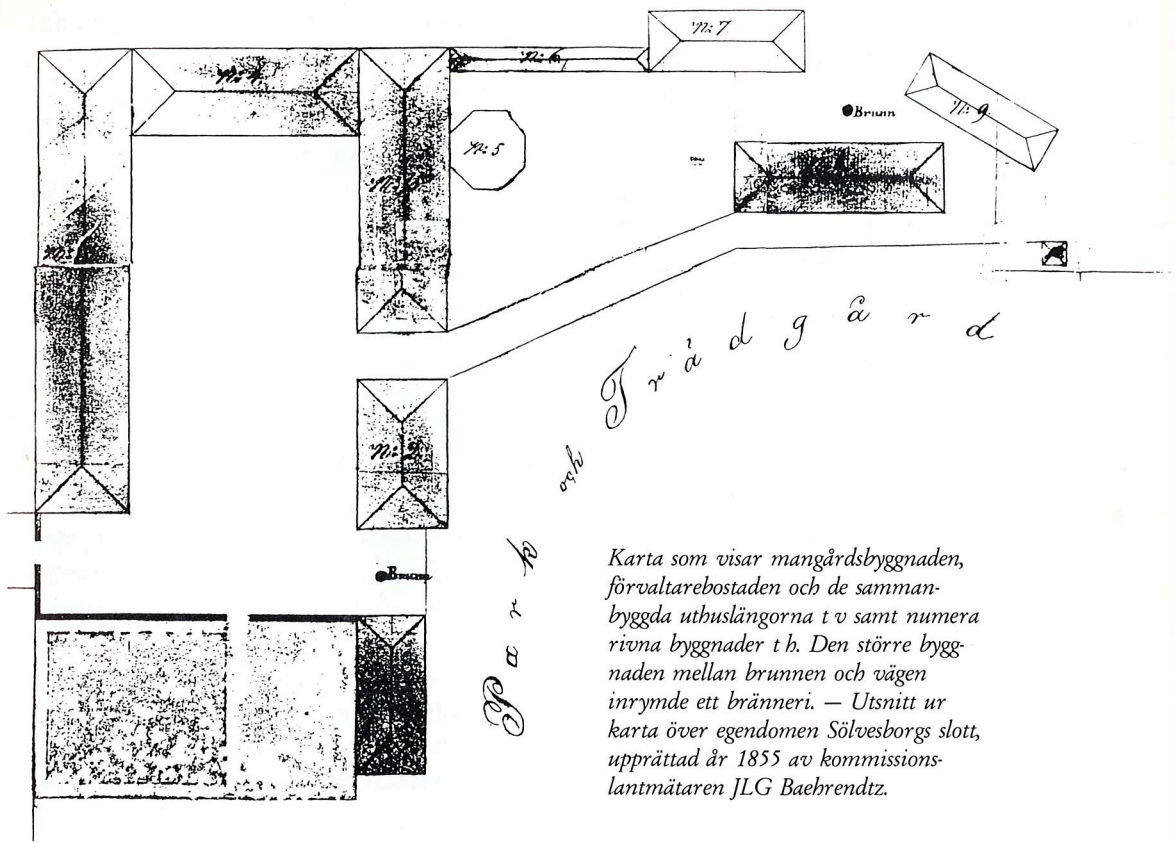 N: 7
N: 6
N: 4
N: 9
Brunn
N: 5
N: 2
Brunn
Park och Trädgård
Karta som visar mangårdsbyggnaden,
förvaltarebostaden och de samman-
byggda uthuslängorna t v samt numera
rivna byggnader t h. Den större bygg-
naden mellan brunnen och vägen
inrymde ett bränneri. — Utsnitt ur
karta över egendomen Sölvesborgs slott,
upprättad år 1855 av kommissions-
lantmätaren JLG Baehrendtz.